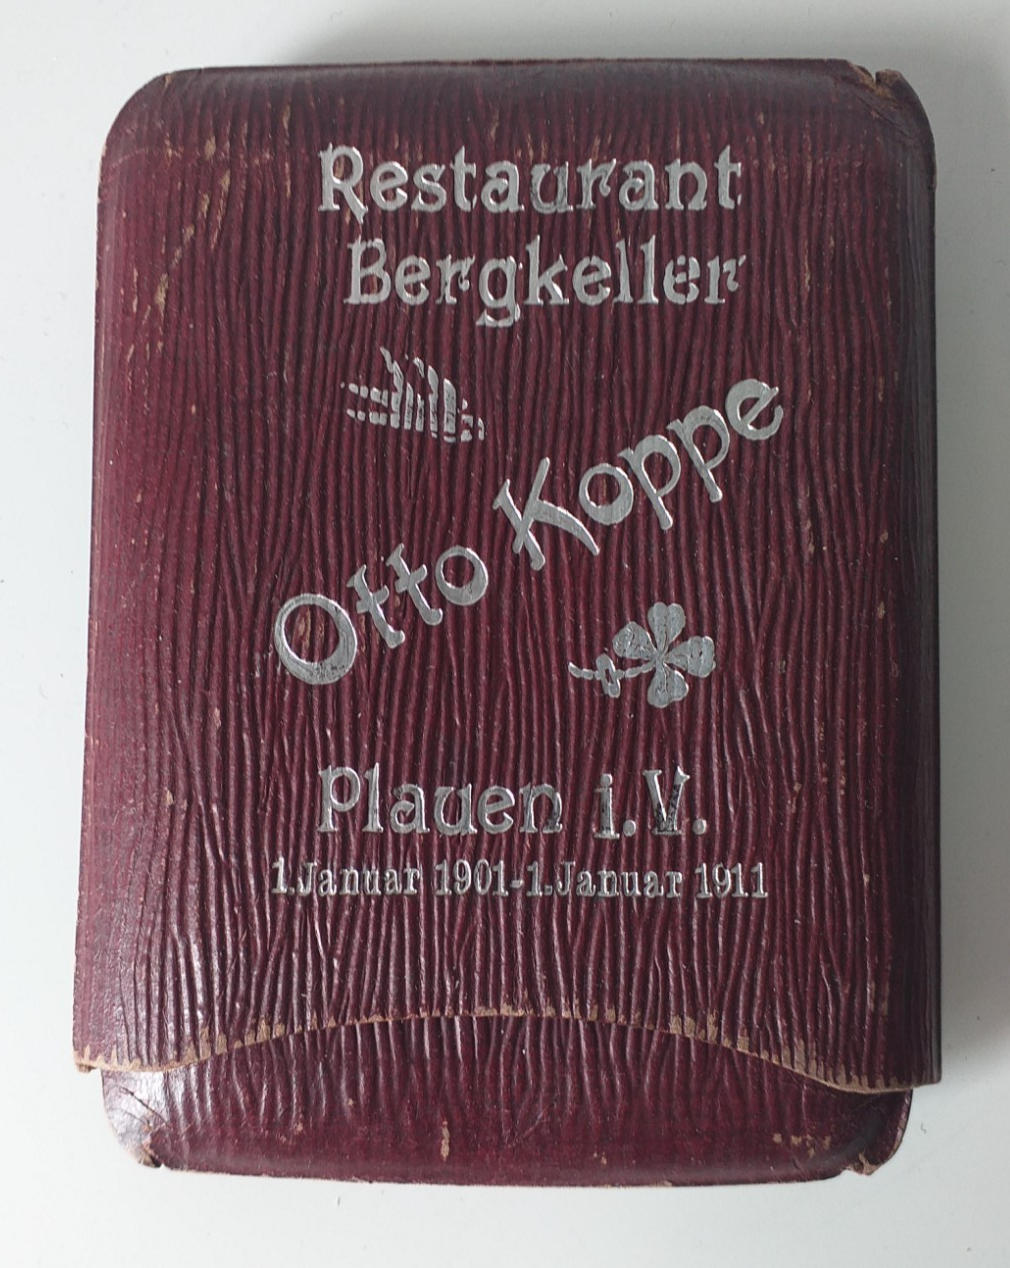 Restaurant
Bergkeller
Otto Koppe
Plauen i.V.
1.Januar 1901-1.Januar 1911